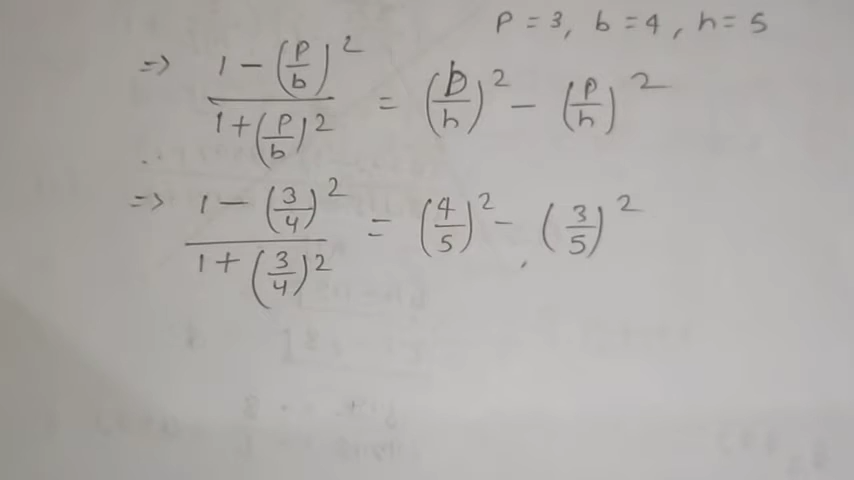 P = 3, b = 4, h = 5
=> 1 - (P/b)^2 / 1 + (P/b)^2 = (b/h)^2 - (P/h)^2
=> 1 - (3/4)^2 / 1 + (3/4)^2 = (4/5)^2 - (3/5)^2